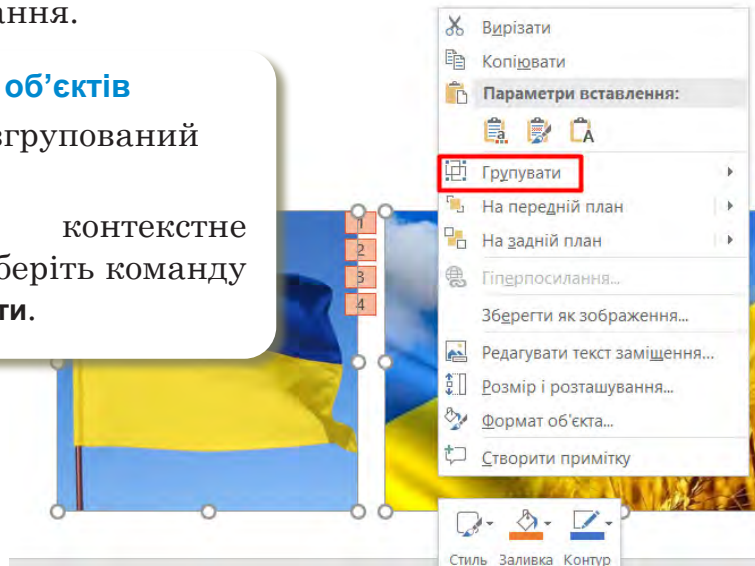 ання.
об’єктів
згрупований
контекстне
беріть команду
ти.
1
2
3
4
Вирізати
Копіювати
Параметри вставлення:
Групувати
На передній план
На задній план
Гіперпосилання...
Зберегти як зображення...
Редагувати текст заміщення...
Розмір і розташування...
Формат об’єкта...
Створити примітку
Стиль Заливка Контур